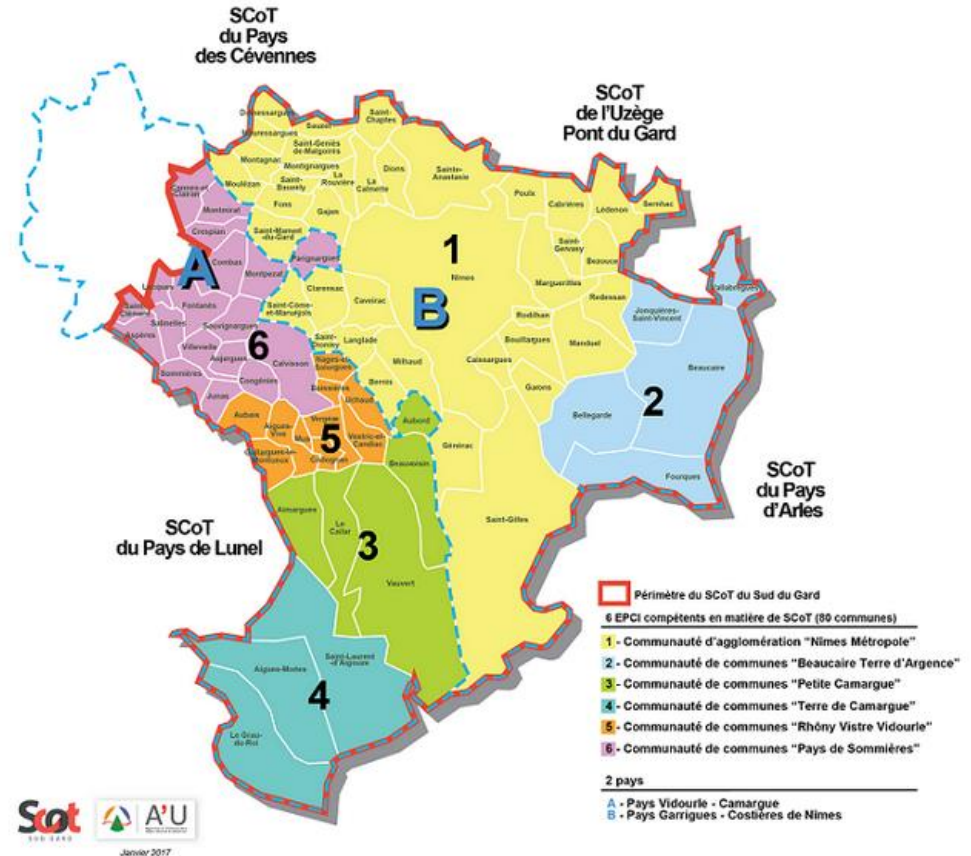 SCoT
du Pays
des Cévennes
SCoT
de l'Uzège
Pont du Gard
Saint-
Chaptes
Sauzet
Saint-Geniès
de-Malgoirès
Montagnac
Montignargues
Dions
Sainte-
Anastasie
Moulézan
Saint-
Bauzély
La
Rouvière
La
Calmette
Fons
Gajan
Poulx
Cabrières
Lédenon
Sernhac
Montmirat
Crespian
Saint-Mamert
-du-Gard
Parignargues
1
Nîmes
Saint-
Gervasy
Bezouce
A
Combas
Montpezat
Clarensac
Caveirac
B
Marguerittes
Redessan
Vallabrègues
Fontanès
Saint-Côme-
et-Maruéjols
Rodilhan
Jonquières-
Saint-Vincent
Aspères
Salinelles
Souvignargues
Saint-
Dionisy
Langlade
Bouillargues
Manduel
Villevieille
6
Milhaud
Caissargues
Beaucaire
Aujargues
Calvisson
Sommières
Congénies
Bernis
Garons
Junas
Boissières
Uchaud
2
Aubais
Aigues-
Vive
Mus
5
Vestric-et-
Candiac
Aubord
Bellegarde
Codognan
Beauvoisin
Générac
Fourques
SCoT
du Pays
d'Arles
Aimargues
Le
Cailar
3
Saint-Gilles
SCoT
du Pays de Lunel
Vauvert
Saint-Laurent
-d'Aigouze
Aigues-Mortes
4
Le Grau-
du-Roi
Périmètre du SCoT du Sud du Gard
6 EPCI compétents en matière de SCoT (80 communes)
1 - Communauté d'agglomération "Nîmes Métropole"
2 - Communauté de communes "Beaucaire Terre d'Argence"
3 - Communauté de communes "Petite Camargue"
4 - Communauté de communes "Terre de Camargue"
5 - Communauté de communes "Rhôny Vistre Vidourle"
6 - Communauté de communes "Pays de Sommières"
2 pays
A - Pays Vidourle - Camargue
B - Pays Garrigues - Costières de Nîmes
Scot
SUD GARD
A'U
Janvier 2017